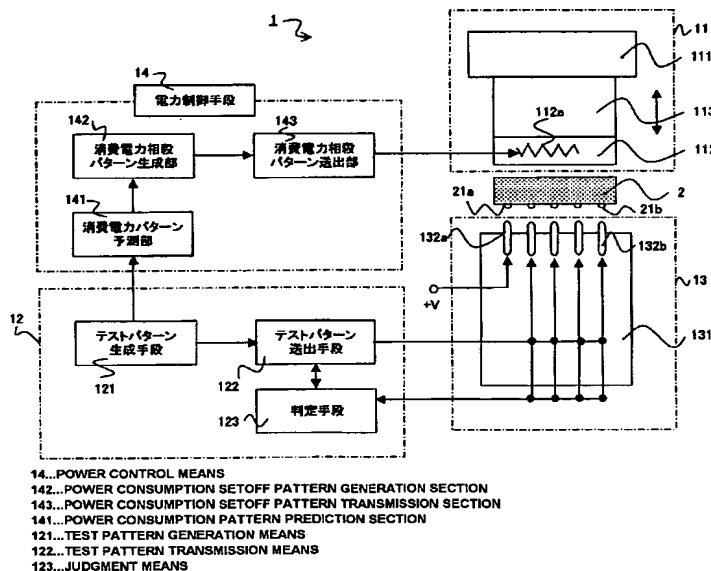 1
11
111
14
電力制御手段
142
143
113
112a
消費電力相殺
パターン生成部
消費電力相殺
パターン送出部
112
141
21a
2
21b
消費電力パターン
予測部
132a
132b
13
+V
12
テストパターン
生成手段
テストパターン
送出手段
131
121
122
判定手段
123
14...POWER CONTROL MEANS
142...POWER CONSUMPTION SETOFF PATTERN GENERATION SECTION
143...POWER CONSUMPTION SETOFF PATTERN TRANSMISSION SECTION
141...POWER CONSUMPTION PATTERN PREDICTION SECTION
121...TEST PATTERN GENERATION MEANS
122...TEST PATTERN TRANSMISSION MEANS
123...JUDGMENT MEANS